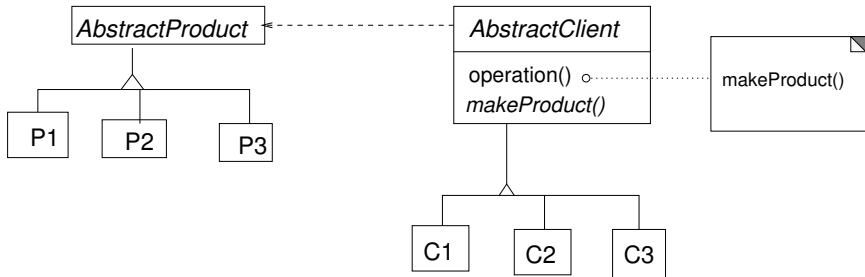 AbstractProduct
AbstractClient
operation()
makeProduct()
makeProduct()
P1
P2
P3
C1
C2
C3